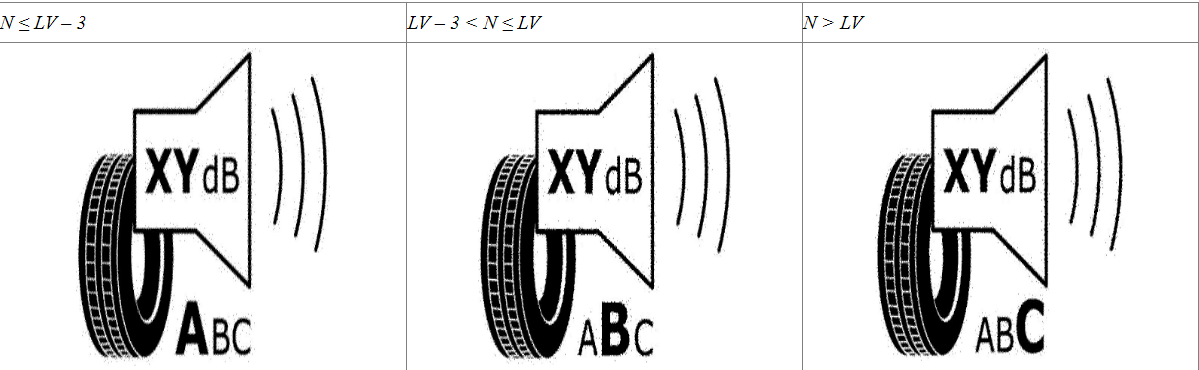 N ≤ LV – 3
LV – 3 < N ≤ LV
N > LV
XYdB
XYdB
XYdB
ABC
ABC
ABC